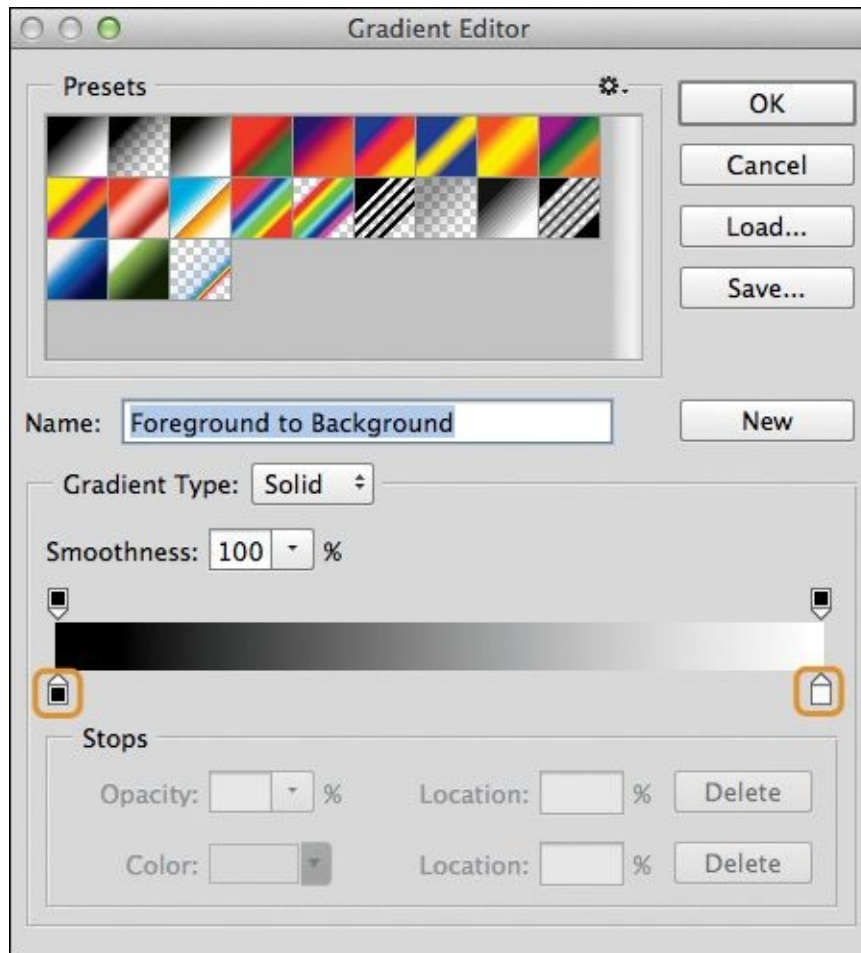 Gradient Editor
Presets
OK
Cancel
Load...
Save...
Name: Foreground to Background
New
Gradient Type: Solid
Smoothness: 100 %
Stops
Opacity: % Location: % Delete
Color: Location: % Delete